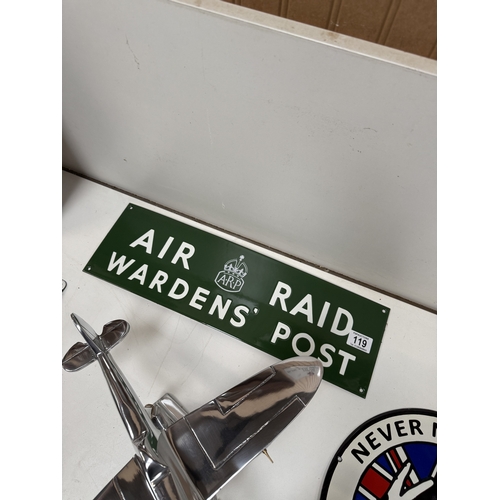 AIR RAID
ARP
WARDENS' POST
119
NEVER